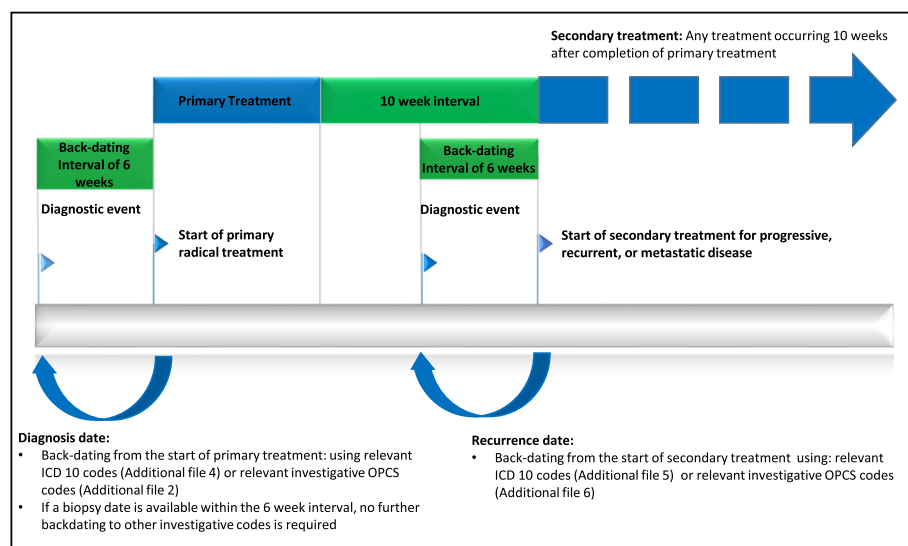 Secondary treatment: Any treatment occurring 10 weeks
after completion of primary treatment
Primary Treatment
10 week interval
Back-dating
Interval of 6
weeks
Back-dating
Interval of 6 weeks
Diagnostic event
Diagnostic event
Start of primary
radical treatment
Start of secondary treatment for progressive,
recurrent, or metastatic disease
Diagnosis date:
• Back-dating from the start of primary treatment: using relevant
ICD 10 codes (Additional file 4) or relevant investigative OPCS
codes (Additional file 2)
• If a biopsy date is available within the 6 week interval, no further
backdating to other investigative codes is required
Recurrence date:
• Back-dating from the start of secondary treatment using: relevant
ICD 10 codes (Additional file 5) or relevant investigative OPCS codes
(Additional file 6)